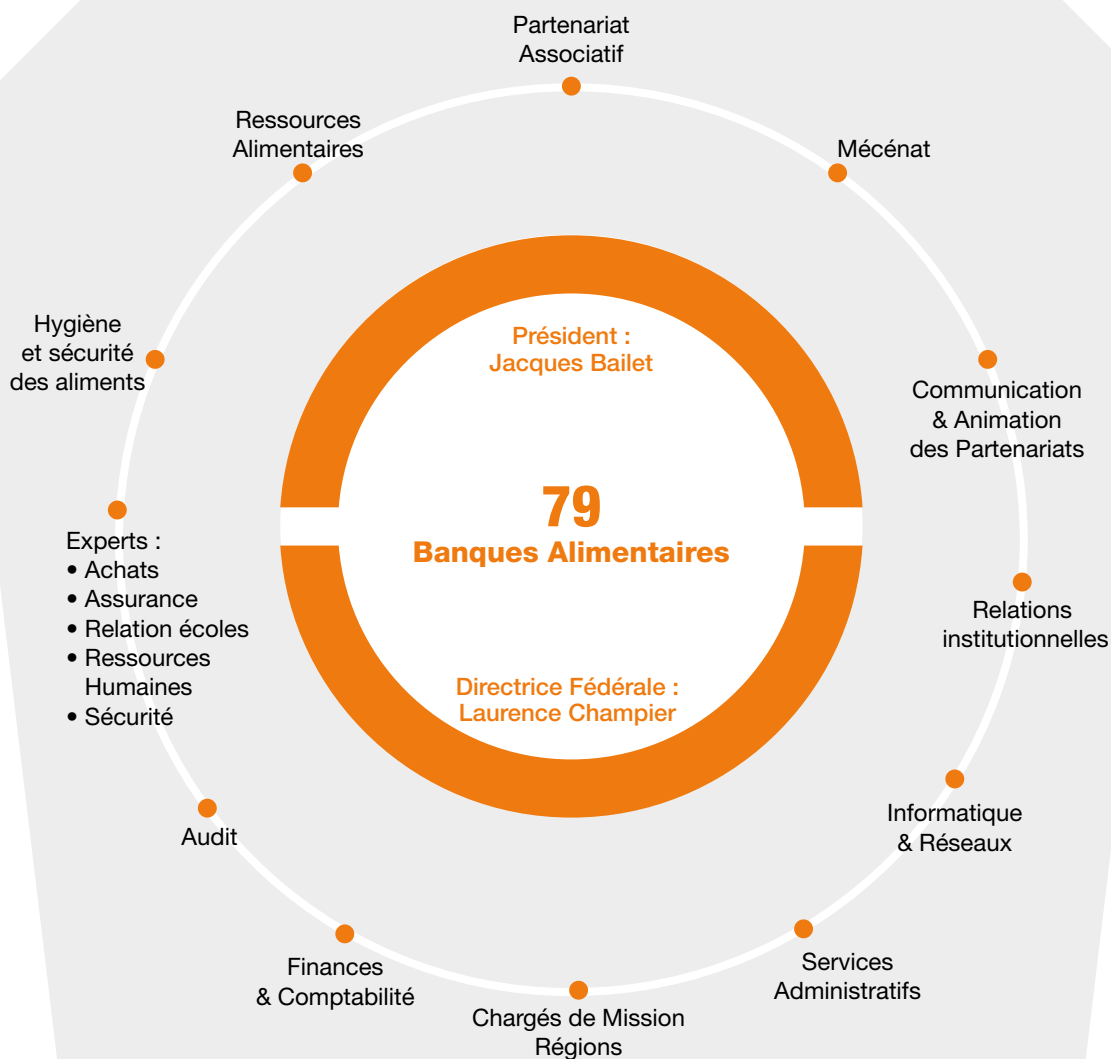 Partenariat
Associatif
Ressources
Alimentaires
Mécénat
Hygiène
et sécurité
des aliments
Président :
Jacques Bailet
Communication
& Animation
des Partenariats
79
Banques Alimentaires
Experts :
• Achats
• Assurance
• Relation écoles
• Ressources
Humaines
• Sécurité
Relations
institutionnelles
Directrice Fédérale :
Laurence Champier
Audit
Informatique
& Réseaux
Finances
& Comptabilité
Services
Administratifs
Chargés de Mission
Régions